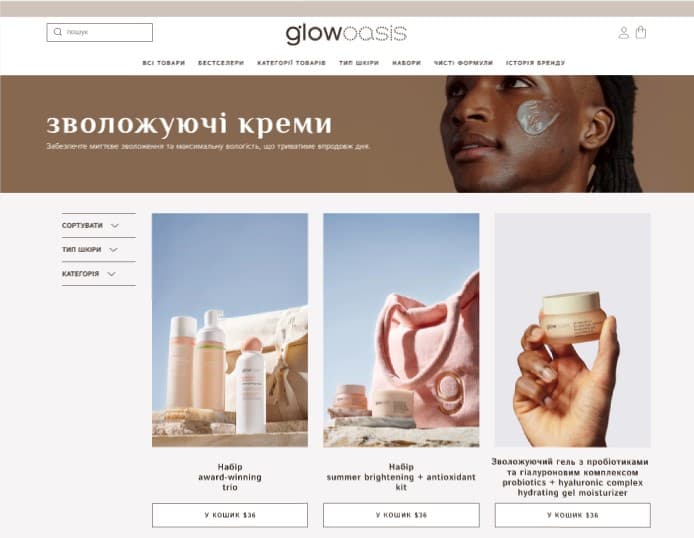 пошук
glowoasis
ВСІ ТОВАРИ БЕСТСЕЛЕРИ КАТЕГОРІЇ ТОВАРІВ ТИП ШКІРИ НАБОРИ ЧИСТІ ФОРМУЛИ ІСТОРІЯ БРЕНДУ
зволожуючі креми
Забезпечте миттєве зволоження та максимальну вологість, що триватиме впродовж дня.
СОРТУВАТИ
ТИП ШКІРИ
КАТЕГОРІЯ
glow
glowoasis
glowoasis
Набір
award-winning
trio
Набір
summer brightening + antioxidant
kit
Зволожуючий гель з пробіотиками
та гіалуроновим комплексом
probiotics + hyaluronic complex
hydrating gel moisturizer
У КОШИК $36
У КОШИК $36
У КОШИК $36